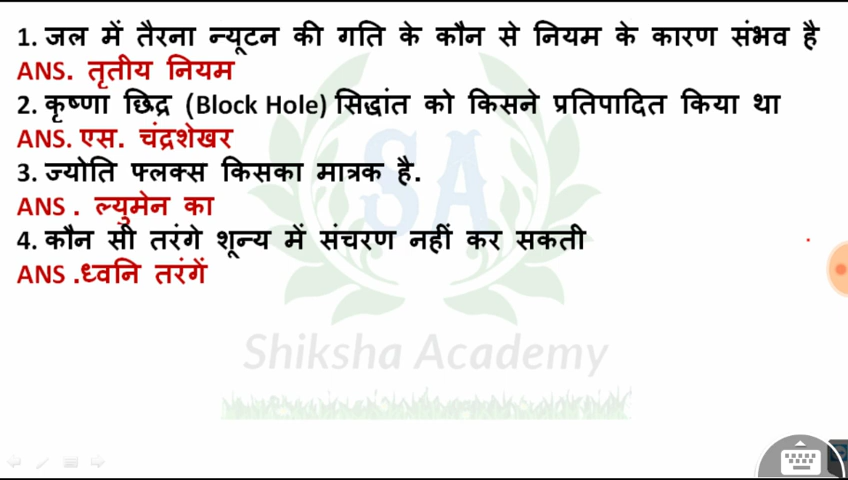 1. जल में तैरना न्यूटन की गति के कौन से नियम के कारण संभव है
ANS. तृतीय नियम
2. कृष्णा छिद्र (Block Hole) सिद्धांत को किसने प्रतिपादित किया था
ANS. एस. चंद्रशेखर
3. ज्योति फ्लक्स किसका मात्रक है.
ANS . ल्युमेन का
4. कौन सी तरंगे शून्य में संचरण नहीं कर सकती
ANS .ध्वनि तरंगें
SA
Shiksha Academy